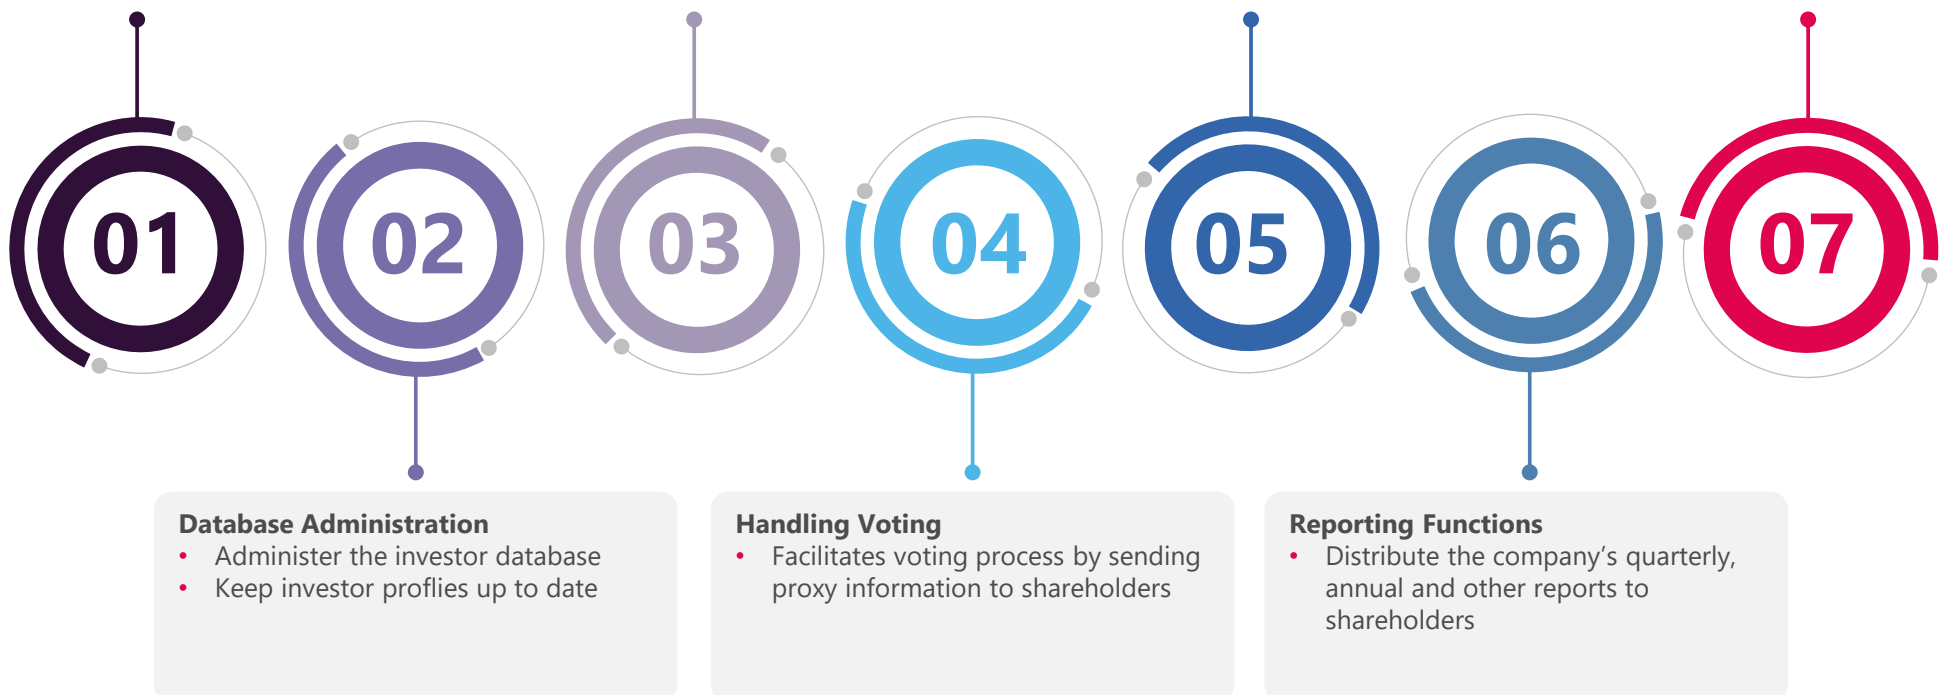 01
02
03
04
05
06
07
Database Administration
• Administer the investor database
• Keep investor proflies up to date
Handling Voting
• Facilitates voting process by sending
proxy information to shareholders
Reporting Functions
• Distribute the company’s quarterly,
annual and other reports to
shareholders